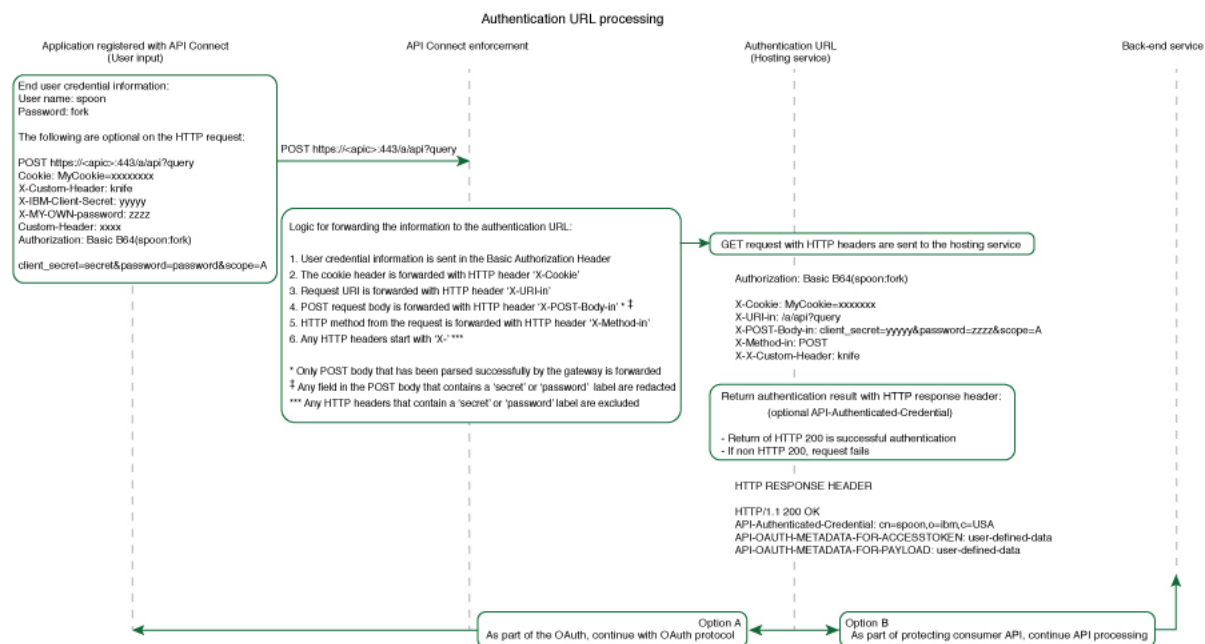 Authentication URL processing
Application registered with API Connect
(User input)
API Connect enforcement
Authentication URL
(Hosting service)
Back-end service
End user credential information:
User name: spoon
Password: fork
The following are optional on the HTTP request:
POST https://<apic>:443/a/api?query
Cookie: MyCookie=xxxxxxxx
X-Custom-Header: knife
X-IBM-Client-Secret: yyyyy
X-MY-OWN-password: zzzz
Custom-Header: xxxx
Authorization: Basic B64(spoon:fork)
client_secret=secret&password=password&scope=A
POST https://<apic>:443/a/api?query
Logic for forwarding the information to the authentication URL:
1. User credential information is sent in the Basic Authorization Header
2. The cookie header is forwarded with HTTP header 'X-Cookie'
3. Request URI is forwarded with HTTP header 'X-URI-in'
4. POST request body is forwarded with HTTP header 'X-POST-Body-in' * ‡
5. HTTP method from the request is forwarded with HTTP header 'X-Method-in'
6. Any HTTP headers start with 'X-' ***
* Only POST body that has been parsed successfully by the gateway is forwarded
‡ Any field in the POST body that contains a 'secret' or 'password' label are redacted
*** Any HTTP headers that contain a 'secret' or 'password' label are excluded
GET request with HTTP headers are sent to the hosting service
Authorization: Basic B64(spoon:fork)
X-Cookie: MyCookie=xxxxxxx
X-URI-in: /a/api?query
X-POST-Body-in: client_secret=yyyyy&password=zzzz&scope=A
X-Method-in: POST
X-X-Custom-Header: knife
Return authentication result with HTTP response header:
(optional API-Authenticated-Credential)
- Return of HTTP 200 is successful authentication
- If non HTTP 200, request fails
HTTP RESPONSE HEADER
HTTP/1.1 200 OK
API-Authenticated-Credential: cn=spoon,o=ibm,c=USA
API-OAUTH-METADATA-FOR-ACCESSTOKEN: user-defined-data
API-OAUTH-METADATA-FOR-PAYLOAD: user-defined-data
Option A
As part of the OAuth, continue with OAuth protocol
Option B
As part of protecting consumer API, continue API processing